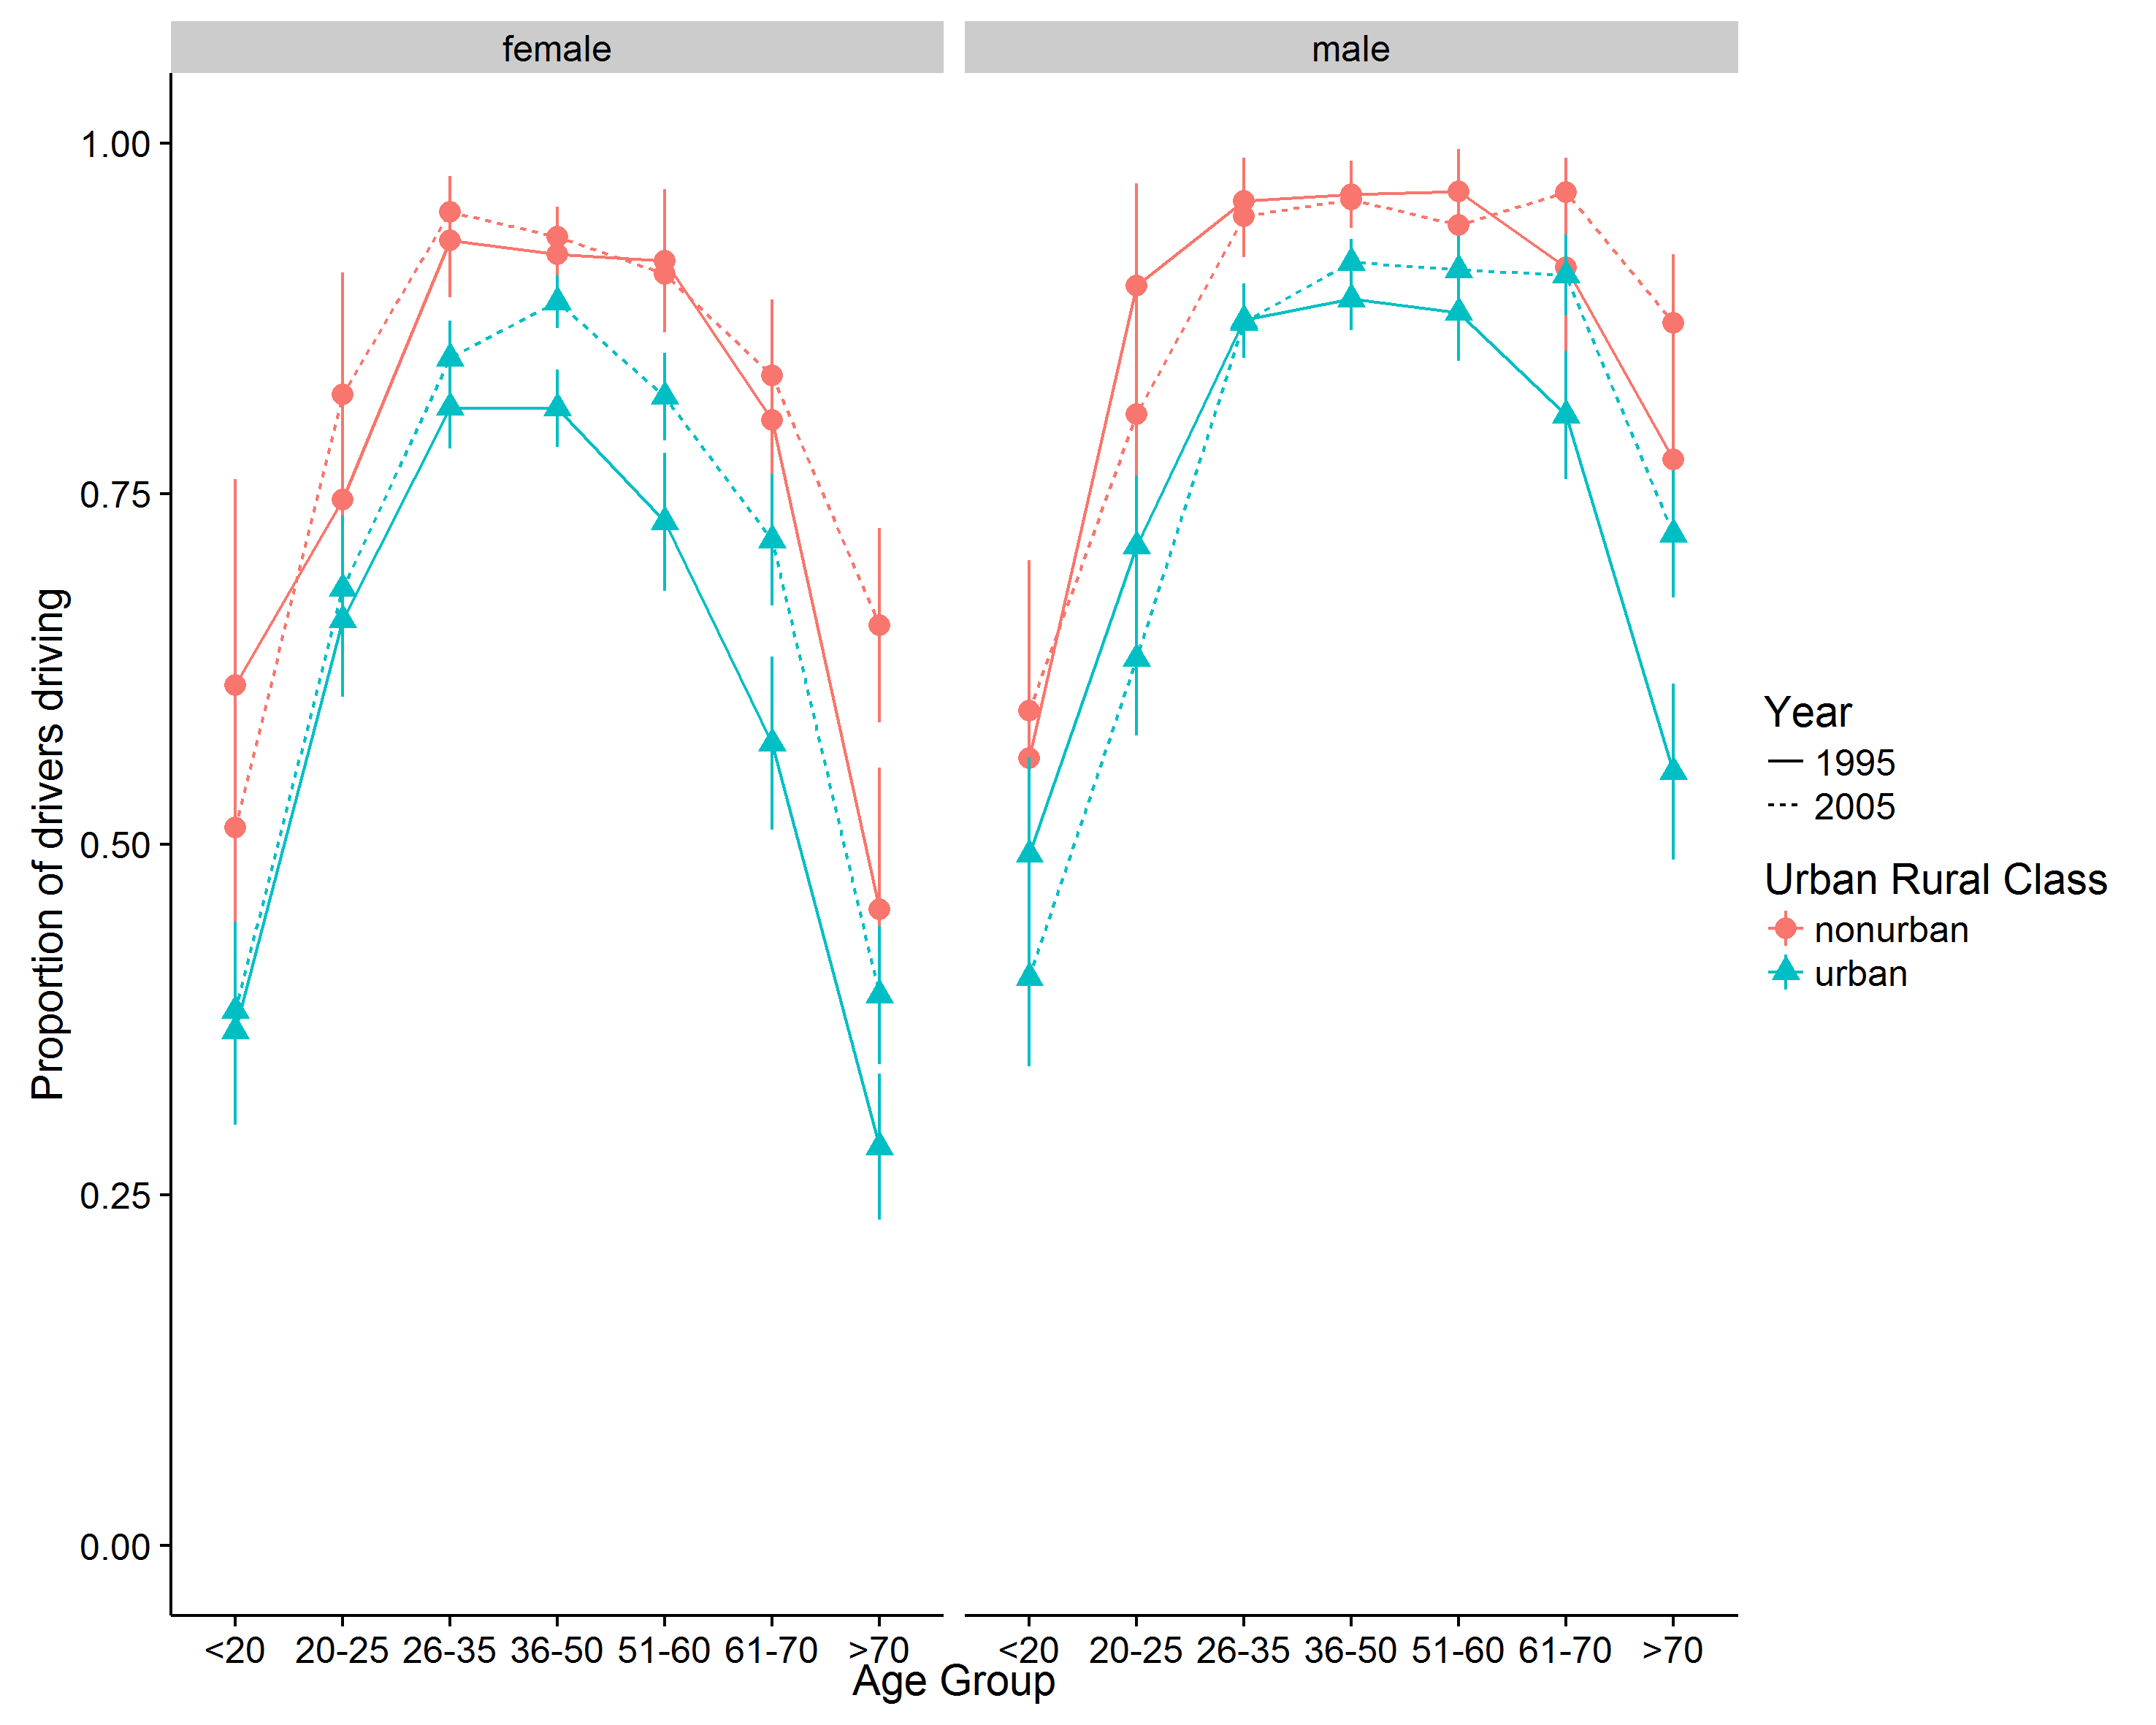 female male
1.00
0.75
0.50
0.25
0.00
Proportion of drivers driving
<20 20-25 26-35 36-50 51-60 61-70 >70 <20 20-25 26-35 36-50 51-60 61-70 >70
Age Group
Year
1995
2005
Urban Rural Class
nonurban
urban